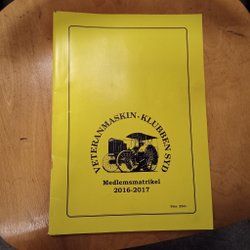 VETERANMASKIN-KLUBBEN SYD
Medlemsmatrikel
2016-2017